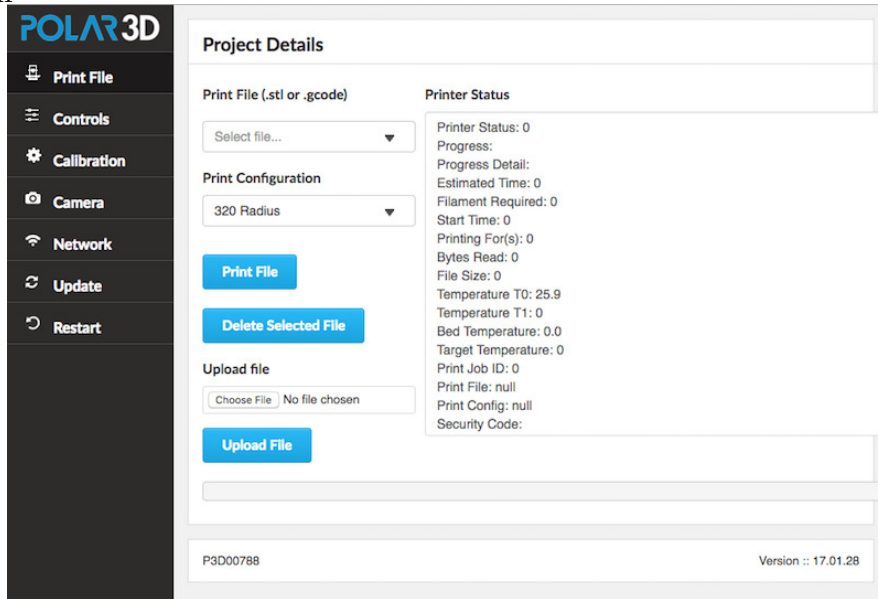 POLAR3D
Print File
Controls
Calibration
Camera
Network
Update
Restart
Project Details
Print File (.stl or .gcode)
Select file...
Print Configuration
320 Radius
Print File
Delete Selected File
Upload file
Choose File No file chosen
Upload File
Printer Status
Printer Status: 0
Progress:
Progress Detail:
Estimated Time: 0
Filament Required: 0
Start Time: 0
Printing For(s): 0
Bytes Read: 0
File Size: 0
Temperature T0: 25.9
Temperature T1: 0
Bed Temperature: 0.0
Target Temperature: 0
Print Job ID: 0
Print File: null
Print Config: null
Security Code:
P3D00788
Version :: 17.01.28